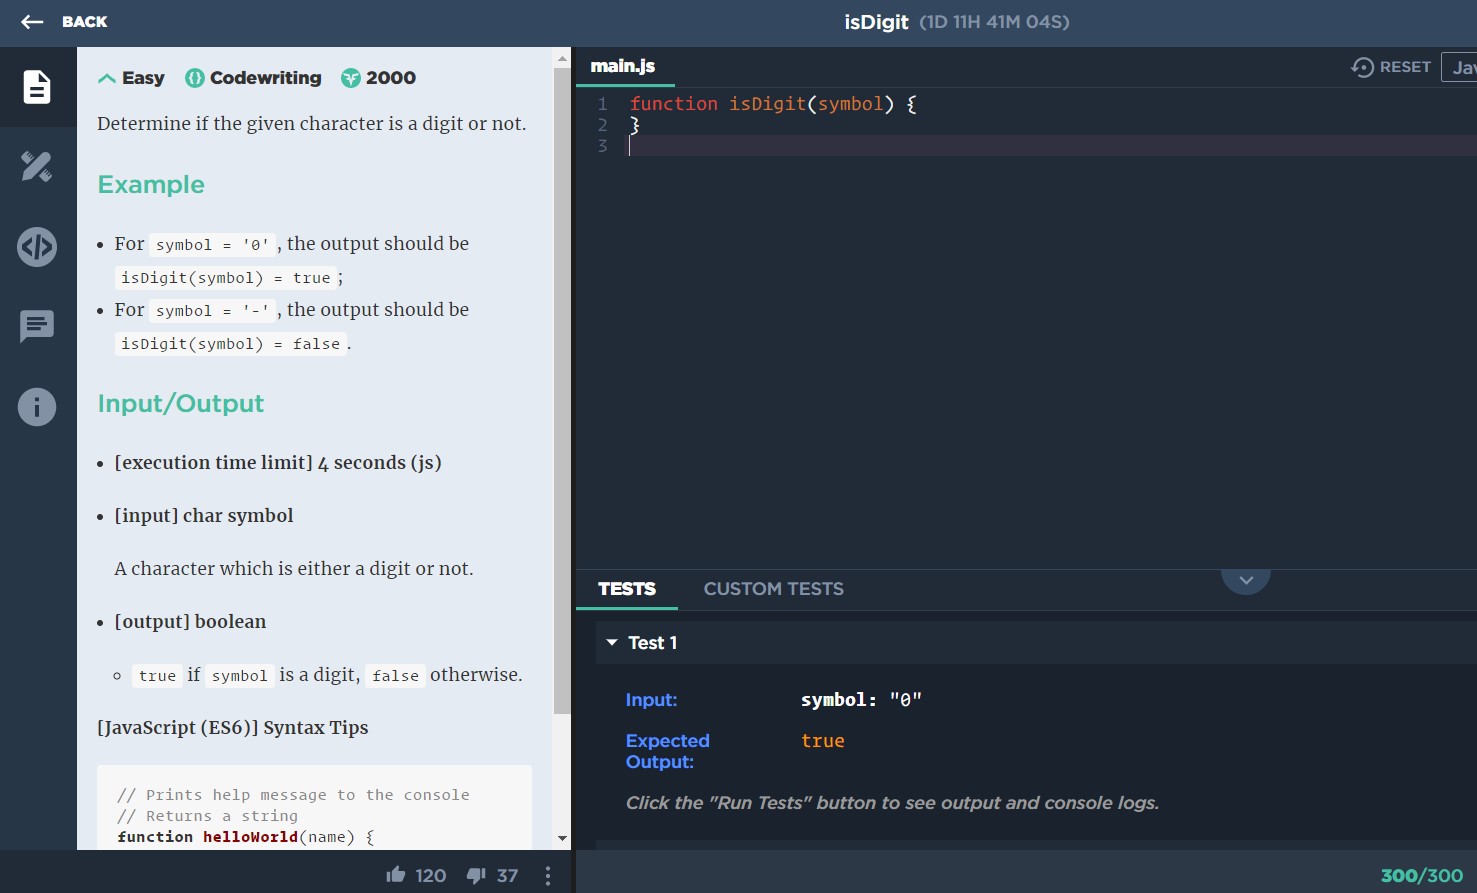 BACK
isDigit (1D 11H 41M 04S)
Easy Codewriting 2000
Determine if the given character is a digit or not.
Example
For symbol = '0', the output should be
isDigit(symbol) = true;
For symbol = '-', the output should be
isDigit(symbol) = false.
Input/Output
[execution time limit] 4 seconds (js)
[input] char symbol
A character which is either a digit or not.
[output] boolean
true if symbol is a digit, false otherwise.
[JavaScript (ES6)] Syntax Tips
// Prints help message to the console
// Returns a string
function helloWorld(name) {
120 37
main.js
RESET Jav
1 function isDigit(symbol) {
2 }
3
TESTS CUSTOM TESTS
Test 1
Input: symbol: "0"
Expected true
Output:
Click the "Run Tests" button to see output and console logs.
300/300